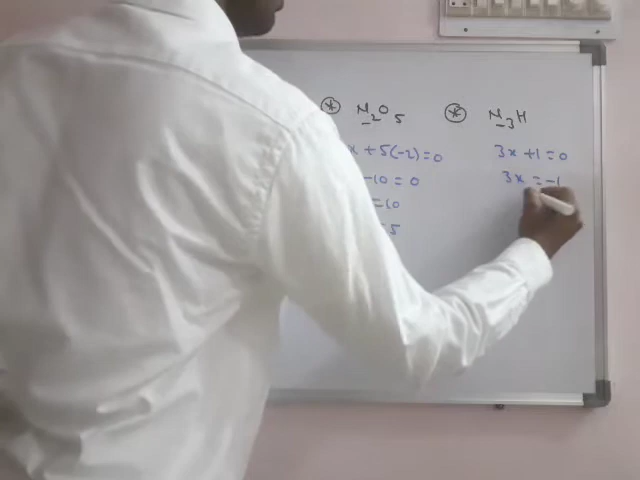 * N₂O₅
x + 5(-2) = 0
-10 = 0
= 10
= 5
* N₃H
3x + 1 = 0
3x = -1